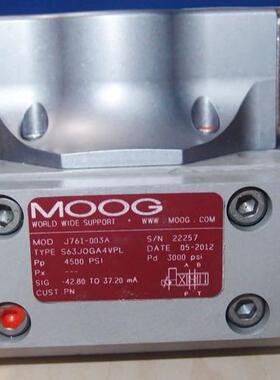 MOOG
WORLD WIDE SUPPORT • WWW.MOOG.COM
MOD J761-003A S/N 22257
TYPE S63JOGA4VPL DATE 05-2012
Pp 4500 PSI Pd 3000 psi
Px ---
A B
SIG -42.80 TO 37.20 mA
P T
CUST PN